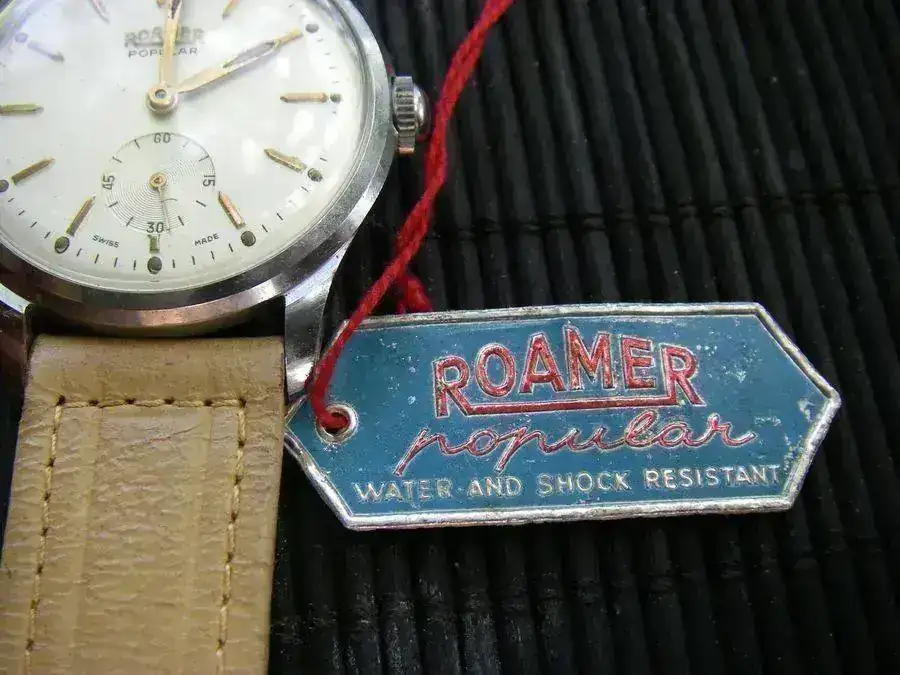 ROAMER
POPULAR
60
45
15
30
SWISS MADE
ROAMER
popular
WATER AND SHOCK RESISTANT